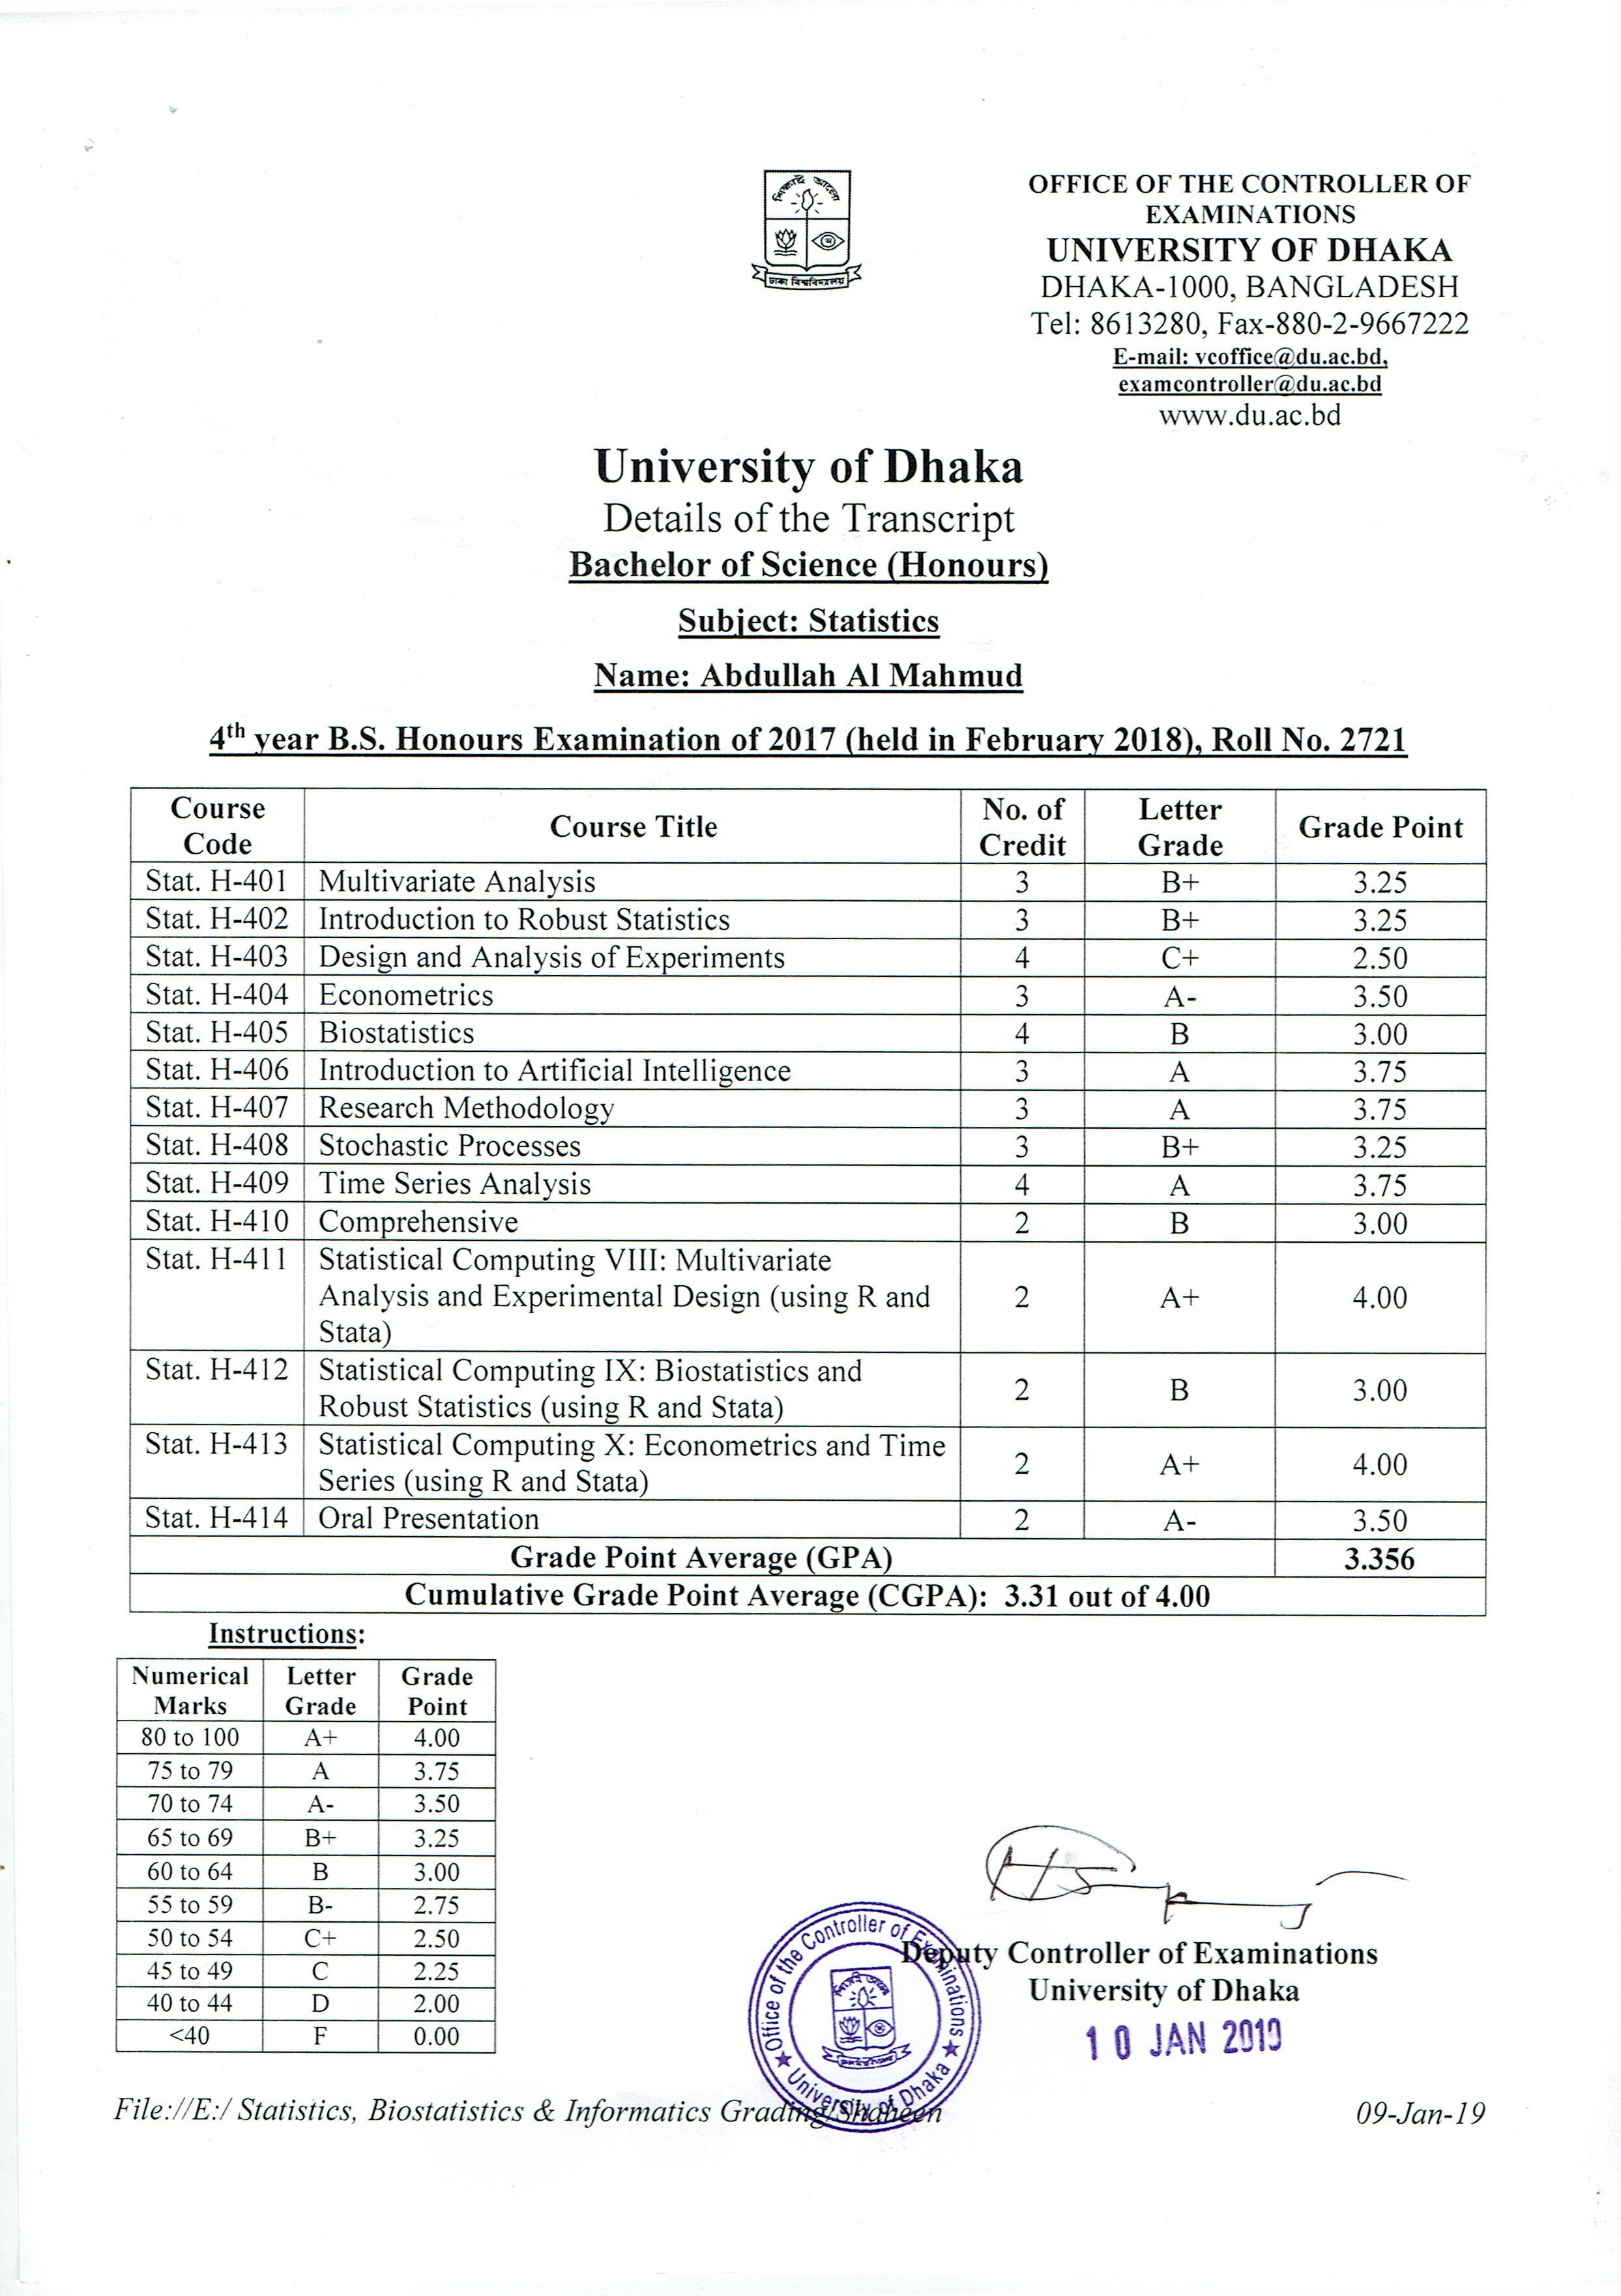 শিক্ষাই আলো
ঢাকা বিশ্ববিদ্যালয়
OFFICE OF THE CONTROLLER OF
EXAMINATIONS
UNIVERSITY OF DHAKA
DHAKA-1000, BANGLADESH
Tel: 8613280, Fax-880-2-9667222
E-mail: vcoffice@du.ac.bd,
examcontroller@du.ac.bd
www.du.ac.bd
University of Dhaka
Details of the Transcript
Bachelor of Science (Honours)
Subject: Statistics
Name: Abdullah Al Mahmud
4th year B.S. Honours Examination of 2017 (held in February 2018), Roll No. 2721
Course Code Course Title No. of Credit Letter Grade Grade Point
Stat. H-401 Multivariate Analysis 3 B+ 3.25
Stat. H-402 Introduction to Robust Statistics 3 B+ 3.25
Stat. H-403 Design and Analysis of Experiments 4 C+ 2.50
Stat. H-404 Econometrics 3 A- 3.50
Stat. H-405 Biostatistics 4 B 3.00
Stat. H-406 Introduction to Artificial Intelligence 3 A 3.75
Stat. H-407 Research Methodology 3 A 3.75
Stat. H-408 Stochastic Processes 3 B+ 3.25
Stat. H-409 Time Series Analysis 4 A 3.75
Stat. H-410 Comprehensive 2 B 3.00
Stat. H-411 Statistical Computing VIII: Multivariate
Analysis and Experimental Design (using R and 2 A+ 4.00
Stata)
Stat. H-412 Statistical Computing IX: Biostatistics and
Robust Statistics (using R and Stata) 2 B 3.00
Stat. H-413 Statistical Computing X: Econometrics and Time
Series (using R and Stata) 2 A+ 4.00
Stat. H-414 Oral Presentation 2 A- 3.50
Grade Point Average (GPA) 3.356
Cumulative Grade Point Average (CGPA): 3.31 out of 4.00
Instructions:
Numerical Marks Letter Grade Grade Point
80 to 100 A+ 4.00
75 to 79 A 3.75
70 to 74 A- 3.50
65 to 69 B+ 3.25
60 to 64 B 3.00
55 to 59 B- 2.75
50 to 54 C+ 2.50
45 to 49 C 2.25
40 to 44 D 2.00
<40 F 0.00
Office of the Controller of Examinations
University of Dhaka
Deputy Controller of Examinations
University of Dhaka
10 JAN 2019
File://E:/ Statistics, Biostatistics & Informatics Grading/Shaheen 09-Jan-19